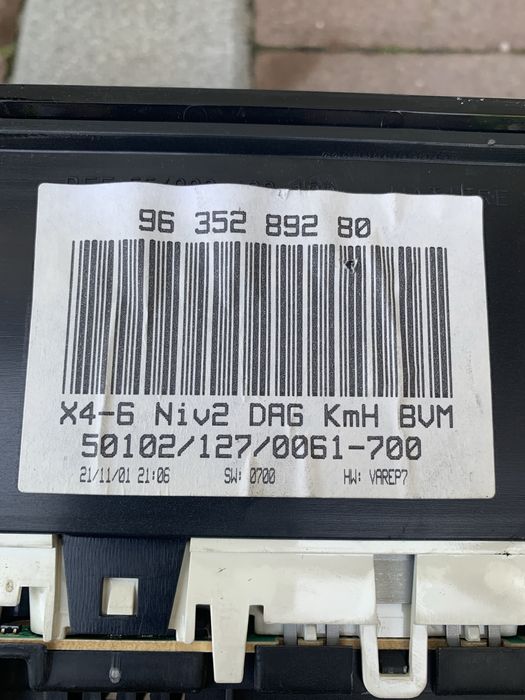 96 352 892 80
X4-6 Niv2 DAG KmH BVM
50102/127/0061-700
21/11/01 21:06 SW: 0700 HW: VAREP7